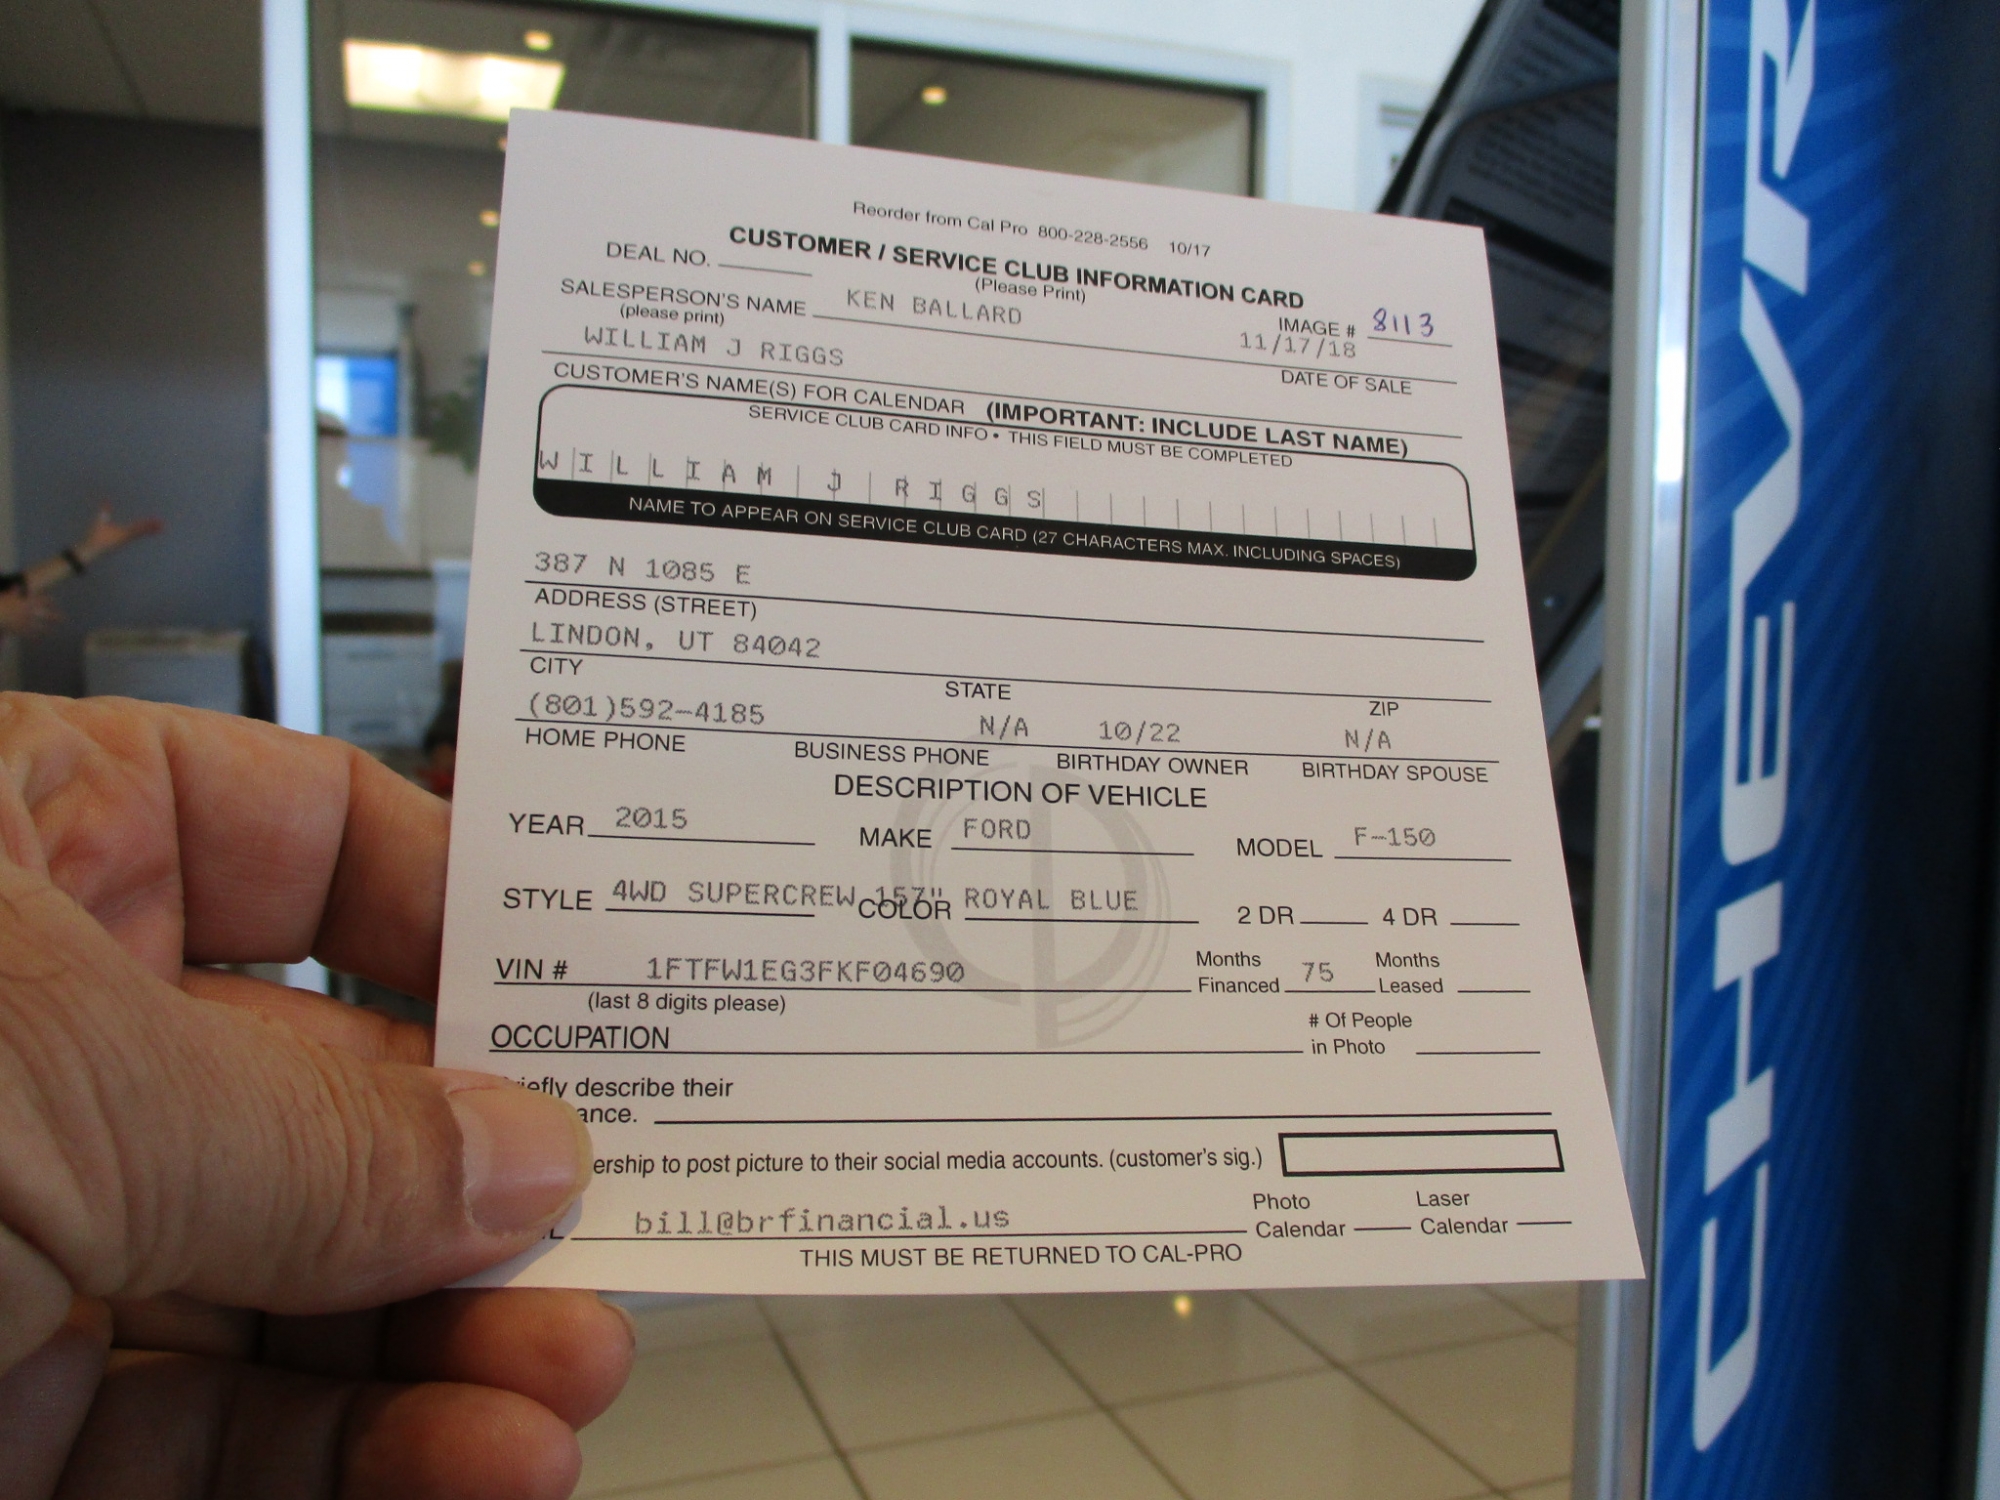 Reorder from Cal Pro 800-228-2556 10/17
CUSTOMER / SERVICE CLUB INFORMATION CARD
DEAL NO.
(Please Print)
SALESPERSON'S NAME KEN BALLARD
(please print)
IMAGE # 8113
WILLIAM J RIGGS 11/17/18
DATE OF SALE
CUSTOMER'S NAME(S) FOR CALENDAR (IMPORTANT: INCLUDE LAST NAME)
SERVICE CLUB CARD INFO • THIS FIELD MUST BE COMPLETED
WILLIAM J RIGGS
NAME TO APPEAR ON SERVICE CLUB CARD (27 CHARACTERS MAX. INCLUDING SPACES)
387 N 1085 E
ADDRESS (STREET)
LINDON, UT 84042
CITY STATE ZIP
(801)592-4185 N/A 10/22 N/A
HOME PHONE BUSINESS PHONE BIRTHDAY OWNER BIRTHDAY SPOUSE
DESCRIPTION OF VEHICLE
YEAR 2015 MAKE FORD MODEL F-150
STYLE 4WD SUPERCREW 157" COLOR ROYAL BLUE 2 DR 4 DR
VIN # 1FTFW1EG3FKF04690 Months Financed 75 Months Leased
(last 8 digits please)
OCCUPATION # Of People in Photo
iefly describe their
ance.
ership to post picture to their social media accounts. (customer's sig.)
bill@brfinancial.us Photo Calendar Laser Calendar
THIS MUST BE RETURNED TO CAL-PRO
CHEVR